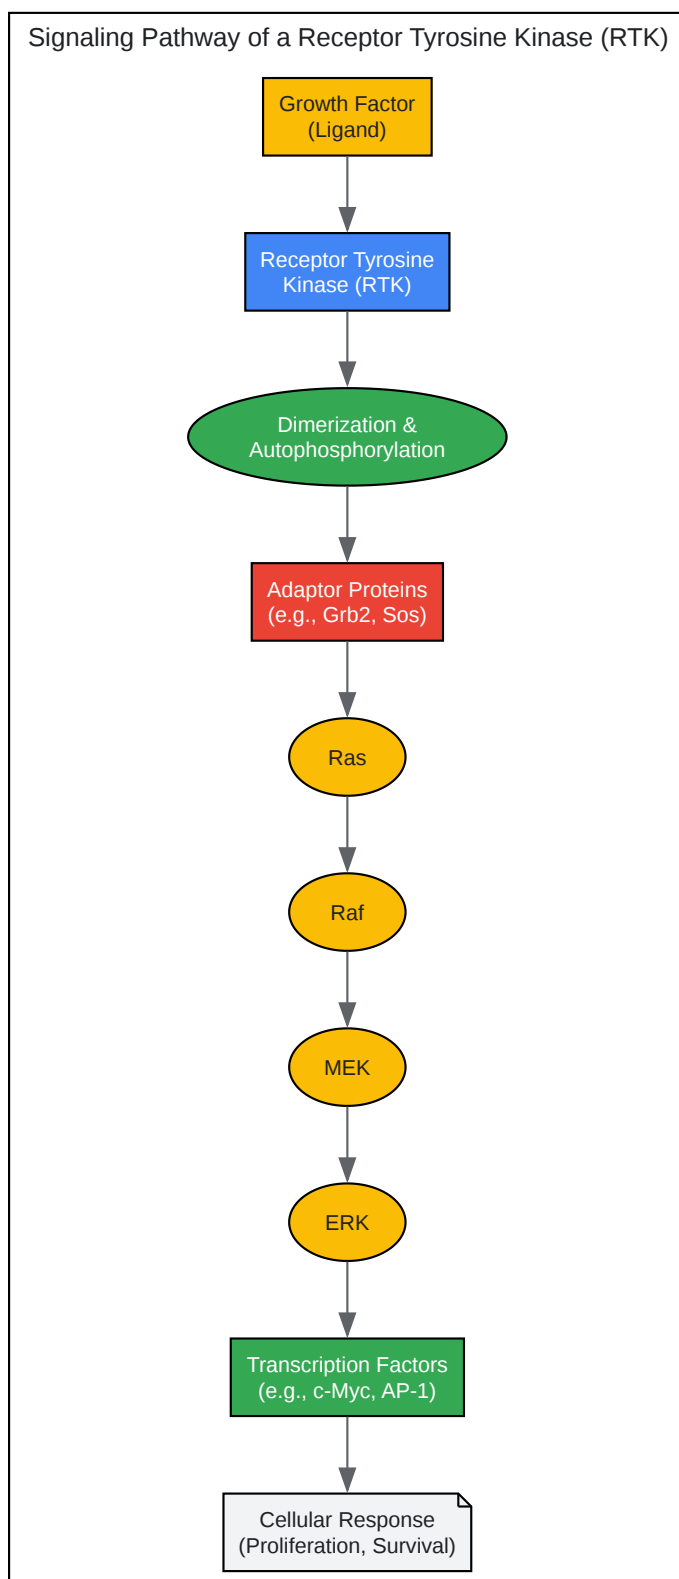 Signaling Pathway of a Receptor Tyrosine Kinase (RTK)
Growth Factor
(Ligand)
Receptor Tyrosine
Kinase (RTK)
Dimerization &
Autophosphorylation
Adaptor Proteins
(e.g., Grb2, Sos)
Ras
Raf
MEK
ERK
Transcription Factors
(e.g., c-Myc, AP-1)
Cellular Response
(Proliferation, Survival)